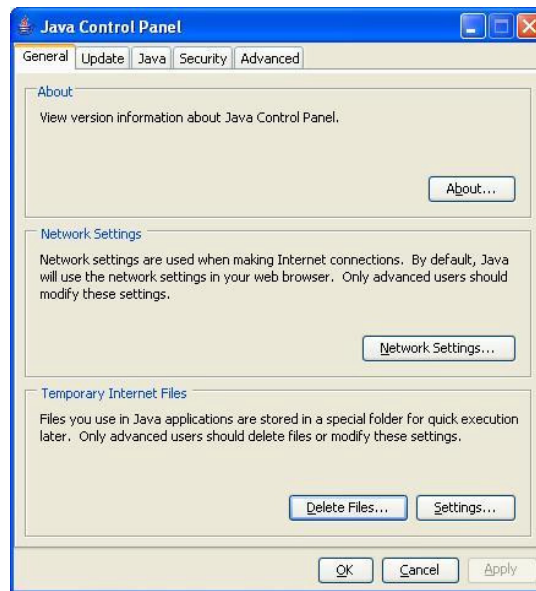 Java Control Panel
General Update Java Security Advanced
About
View version information about Java Control Panel.
About...
Network Settings
Network settings are used when making Internet connections. By default, Java
will use the network settings in your web browser. Only advanced users should
modify these settings.
Network Settings...
Temporary Internet Files
Files you use in Java applications are stored in a special folder for quick execution
later. Only advanced users should delete files or modify these settings.
Delete Files... Settings...
OK Cancel Apply